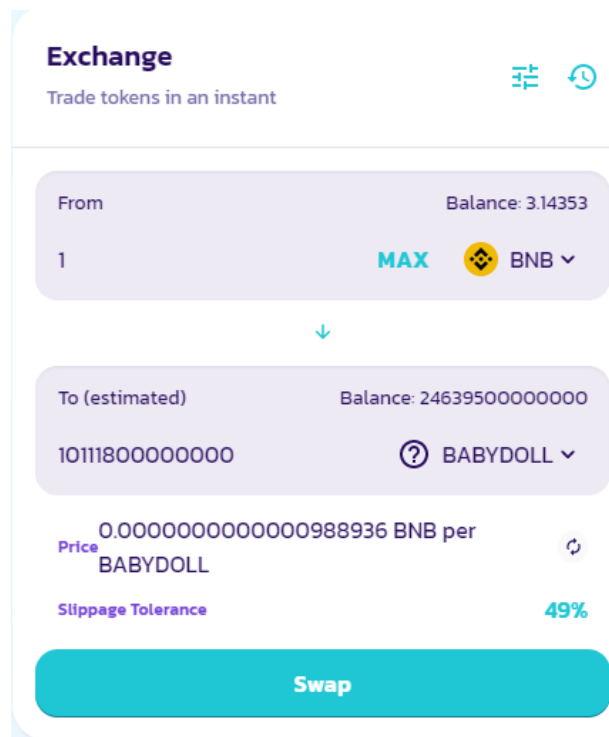 Exchange
Trade tokens in an instant
From Balance: 3.14353
1 MAX BNB
To (estimated) Balance: 24639500000000
10111800000000 BABYDOLL
Price 0.0000000000000988936 BNB per
BABYDOLL
Slippage Tolerance 49%
Swap